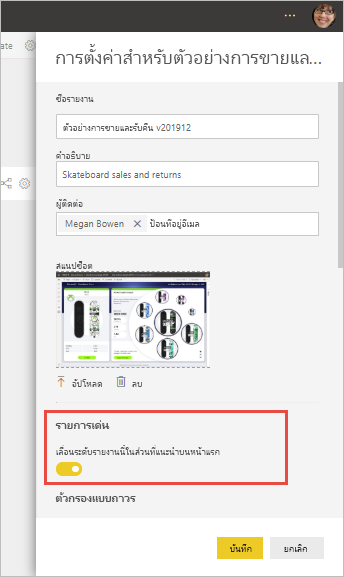 ate
การตั้งค่าสำหรับตัวอย่างการขายแล...
ชื่อรายงาน
ตัวอย่างการขายและรับคืน v201912
คำอธิบาย
Skateboard sales and returns
ผู้ติดต่อ
Megan Bowen ป้อนที่อยู่อีเมล
สแนปช็อต
อัปโหลด ลบ
รายการเด่น
เลื่อนระดับรายงานนี้ในส่วนที่แนะนำบนหน้าแรก
ตัวกรองแบบถาวร
บันทึก ยกเลิก